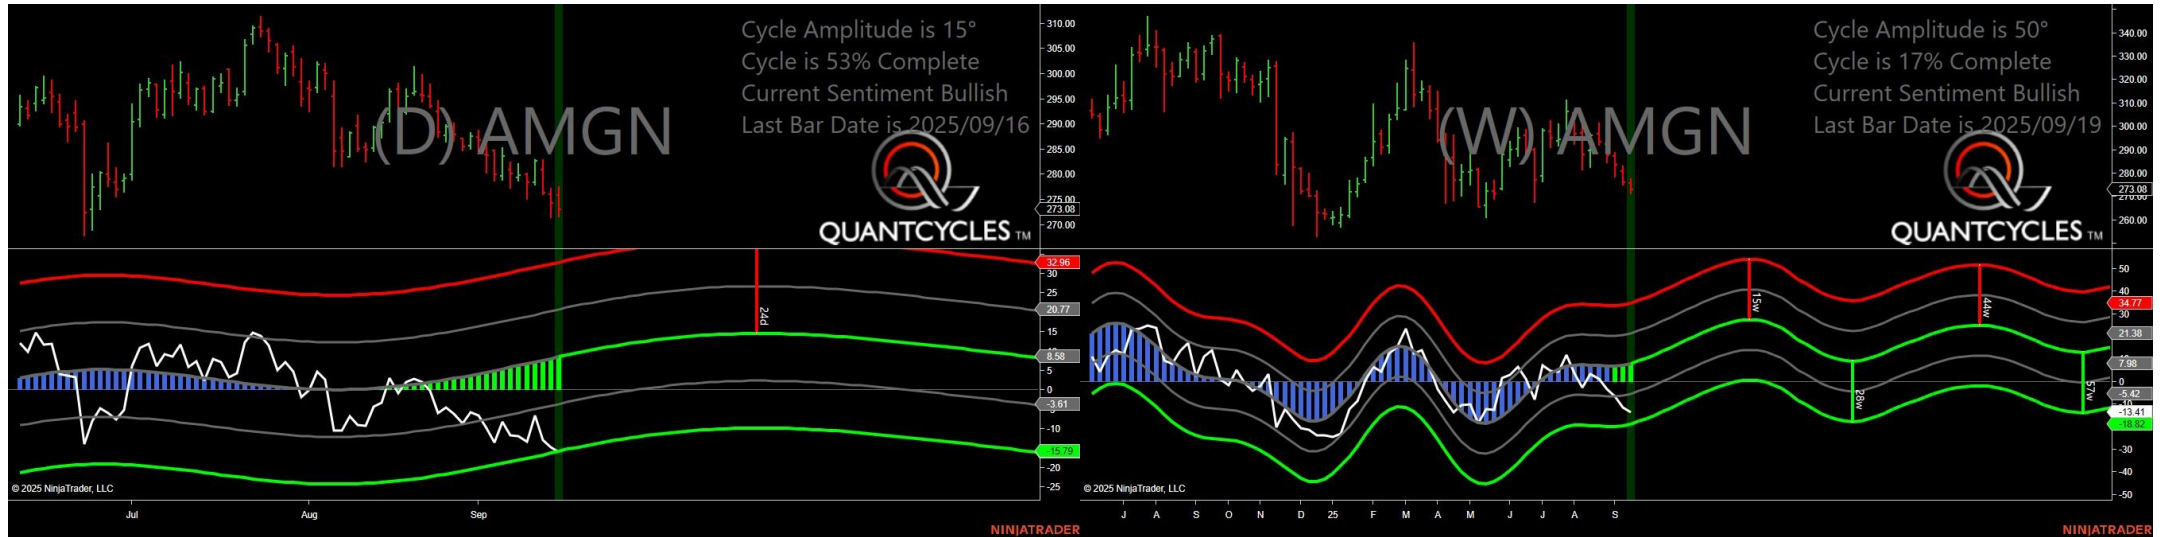 Cycle Amplitude is 15°
Cycle is 53% Complete
Current Sentiment Bullish
Last Bar Date is 2025/09/16
(D) AMGN
QUANTCYCLES TM
310.00
305.00
300.00
295.00
290.00
285.00
280.00
275.00
273.08
270.00
32.96
30
25
20.77
15
8.58
5
0
-3.61
-10
-15.79
-20
-25
24d
© 2025 NinjaTrader, LLC
Jul Aug Sep
NINJATRADER
Cycle Amplitude is 50°
Cycle is 17% Complete
Current Sentiment Bullish
Last Bar Date is 2025/09/19
(W) AMGN
QUANTCYCLES TM
340.00
330.00
320.00
310.00
300.00
290.00
280.00
273.08
270.00
260.00
50
34.77
30
21.38
7.98
0
-5.42
-13.41
-18.82
-30
-40
-50
15w
28w
44w
57w
© 2025 NinjaTrader, LLC
J A S O N D 25 F M A M J J A S
NINJATRADER